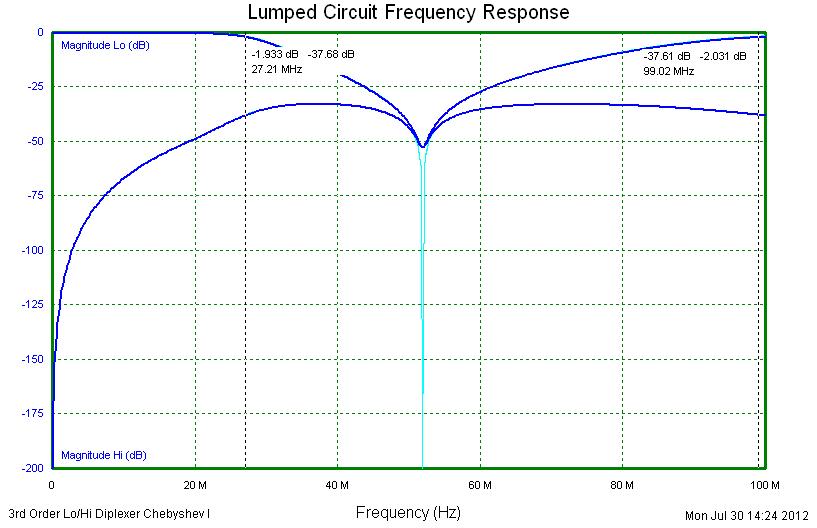 Lumped Circuit Frequency Response
0
Magnitude Lo (dB)
-1.933 dB -37.68 dB
27.21 MHz
-37.61 dB -2.031 dB
99.02 MHz
-25
-50
-75
-100
-125
-150
-175
Magnitude Hi (dB)
-200
0 20 M 40 M 60 M 80 M 100 M
3rd Order Lo/Hi Diplexer Chebyshev I
Frequency (Hz)
Mon Jul 30 14:24 2012